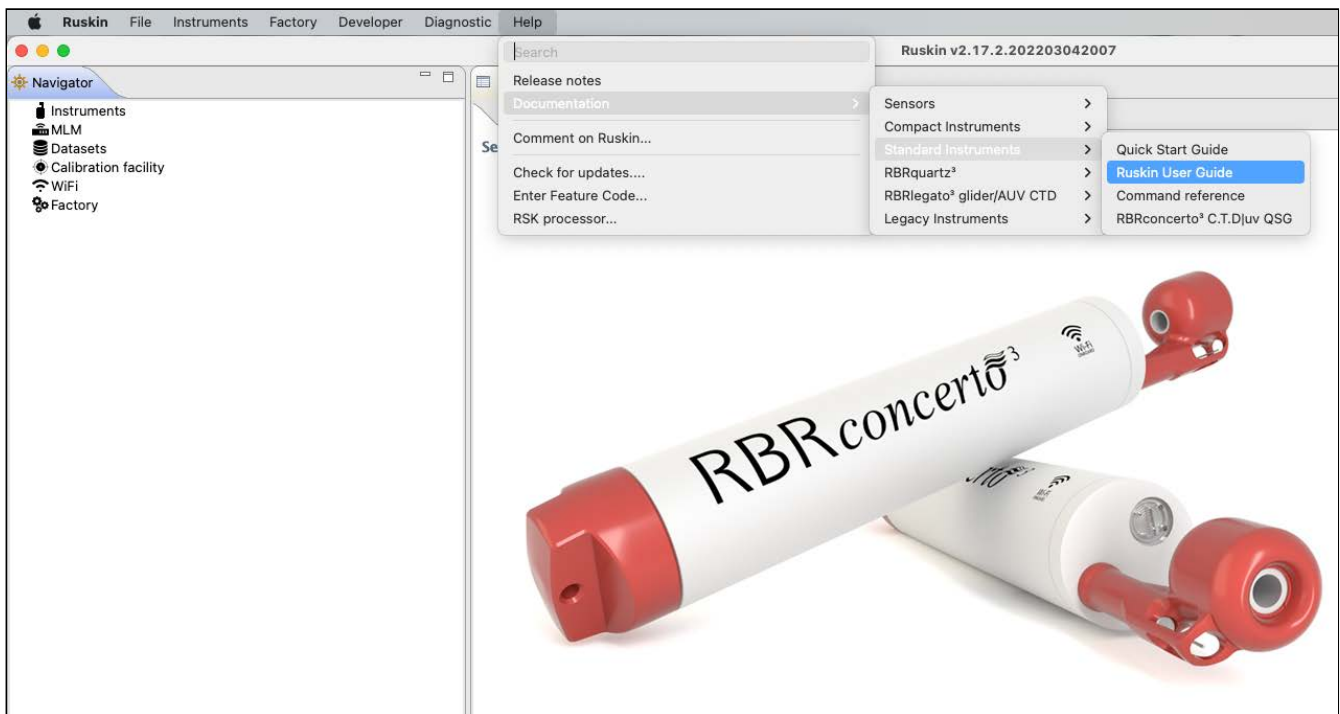 Ruskin File Instruments Factory Developer Diagnostic Help
Ruskin v2.17.2.202203042007
Navigator
Instruments
MLM
Datasets
Calibration facility
WiFi
Factory
Se
Search
Release notes
Documentation
Comment on Ruskin...
Check for updates....
Enter Feature Code...
RSK processor...
Sensors
Compact Instruments
Standard Instruments
RBRquartz³
RBRlegato³ glider/AUV CTD
Legacy Instruments
Quick Start Guide
Ruskin User Guide
Command reference
RBRconcerto³ C.T.D|uv QSG
RBRconcerto³
Wi-Fi